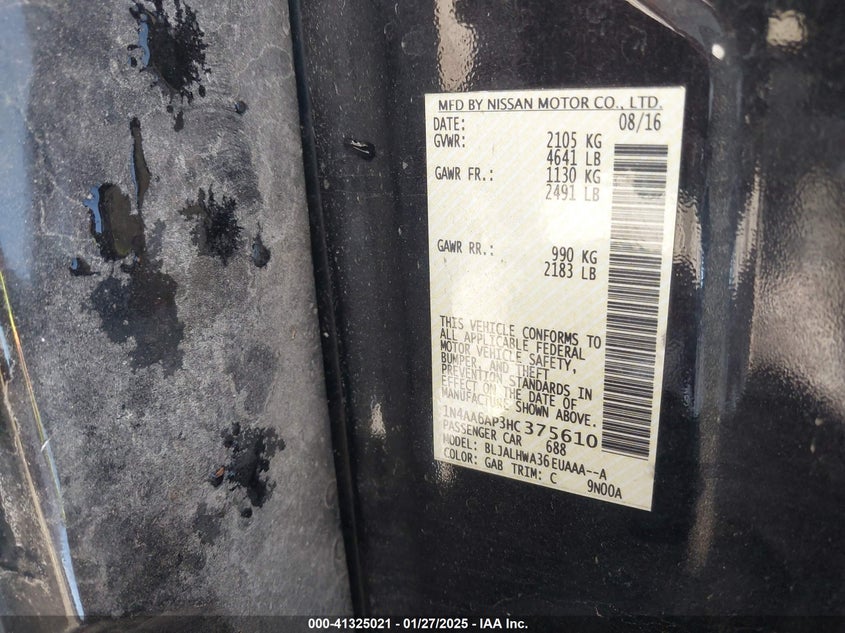 MFD BY NISSAN MOTOR CO., LTD.
DATE: 08/16
GVWR: 2105 KG
4641 LB
GAWR FR.: 1130 KG
2491 LB
GAWR RR.: 990 KG
2183 LB
THIS VEHICLE CONFORMS TO
ALL APPLICABLE FEDERAL
MOTOR VEHICLE SAFETY,
BUMPER, AND THEFT
PREVENTION STANDARDS IN
EFFECT ON THE DATE OF
MANUFACTURE SHOWN ABOVE.
1N4AA6AP3HC375610
PASSENGER CAR 688
MODEL: BLJALHWA36EUAAA--A
COLOR: GAB TRIM: C 9N00A
000-41325021 - 01/27/2025 - IAA Inc.